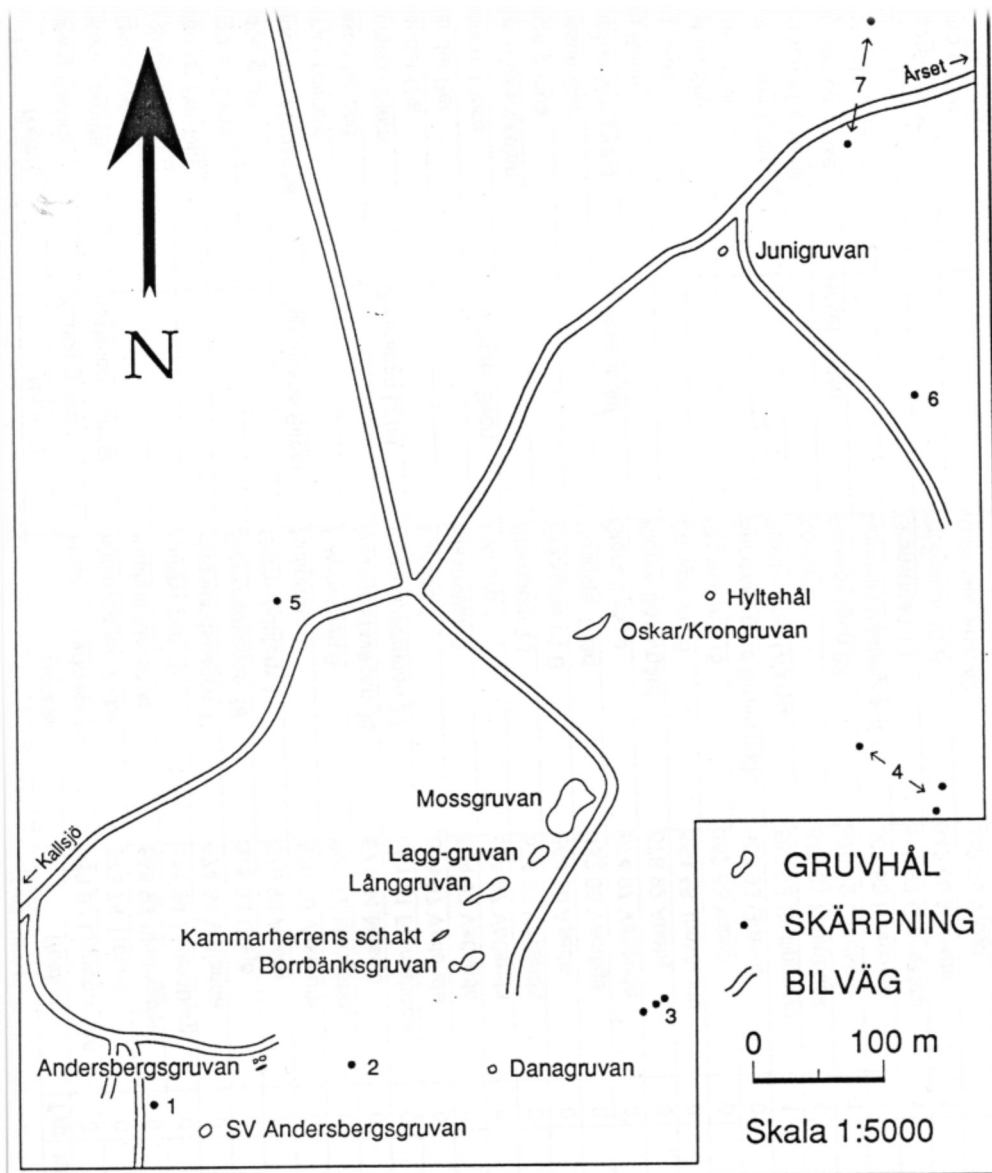 Årset →
7
N
Junigruvan
6
5
Hyltehål
Oskar/Krongruvan
4
Mossgruvan
← Kallsjö
Lagg-gruvan
Långgruvan
Kammarherrens schakt
Borrbänksgruvan
3
Andersbergsgruvan
2
Danagruvan
1
SV Andersbergsgruvan
GRUVHÅL
SKÄRPNING
BILVÄG
0 100 m
Skala 1:5000